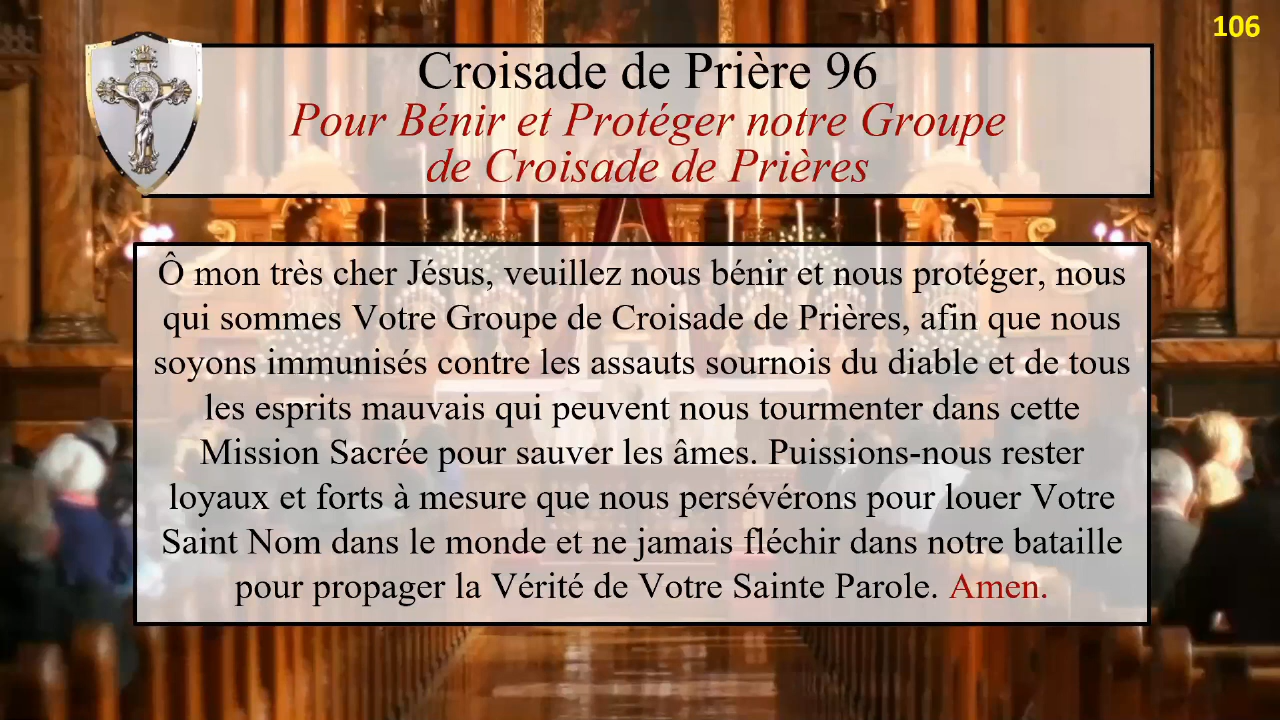 106
Croisade de Prière 96
Pour Bénir et Protéger notre Groupe
de Croisade de Prières
Ô mon très cher Jésus, veuillez nous bénir et nous protéger, nous
qui sommes Votre Groupe de Croisade de Prières, afin que nous
soyons immunisés contre les assauts sournois du diable et de tous
les esprits mauvais qui peuvent nous tourmenter dans cette
Mission Sacrée pour sauver les âmes. Puissions-nous rester
loyaux et forts à mesure que nous persévérons pour louer Votre
Saint Nom dans le monde et ne jamais fléchir dans notre bataille
pour propager la Vérité de Votre Sainte Parole. Amen.